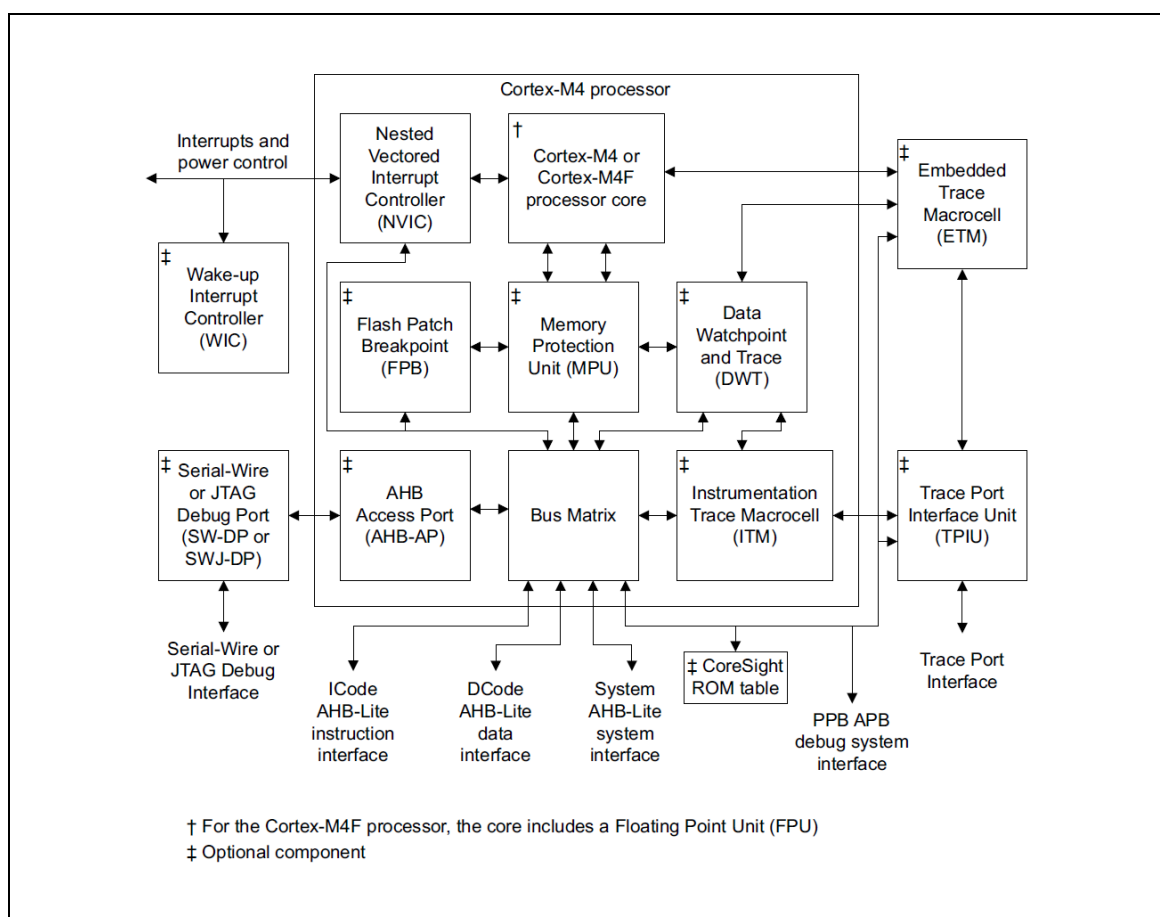 Cortex-M4 processor
Interrupts and
power control
Nested
Vectored
Interrupt
Controller
(NVIC)
†
Cortex-M4 or
Cortex-M4F
processor core
‡
Embedded
Trace
Macrocell
(ETM)
‡
Wake-up
Interrupt
Controller
(WIC)
‡
Flash Patch
Breakpoint
(FPB)
‡
Memory
Protection
Unit (MPU)
‡
Data
Watchpoint
and Trace
(DWT)
‡
Serial-Wire
or JTAG
Debug Port
(SW-DP or
SWJ-DP)
‡
AHB
Access Port
(AHB-AP)
Bus Matrix
‡
Instrumentation
Trace Macrocell
(ITM)
‡
Trace Port
Interface Unit
(TPIU)
Serial-Wire or
JTAG Debug
Interface
ICode
AHB-Lite
instruction
interface
DCode
AHB-Lite
data
interface
System
AHB-Lite
system
interface
‡ CoreSight
ROM table
PPB APB
debug system
interface
Trace Port
Interface
† For the Cortex-M4F processor, the core includes a Floating Point Unit (FPU)
‡ Optional component